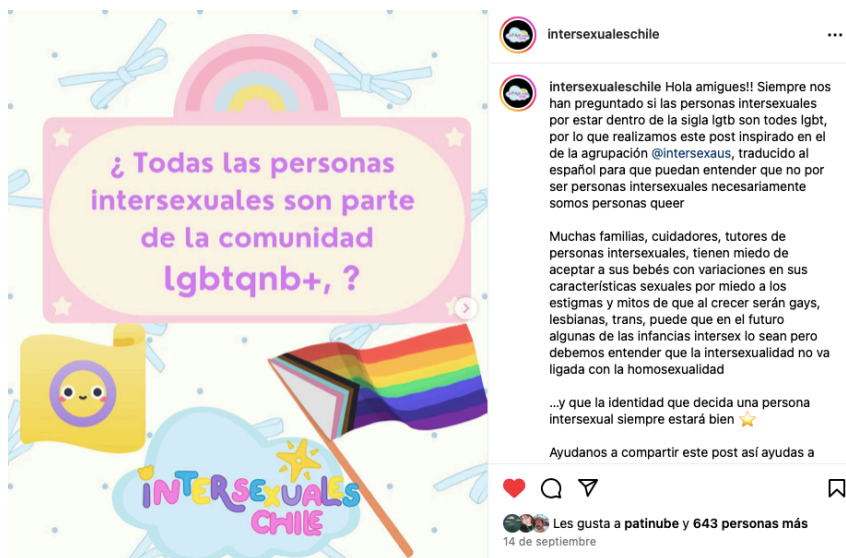 ¿ Todas las personas
intersexuales son parte
de la comunidad
lgbtqnb+, ?
INTERSEXUALES
CHILE
intersexualeschile
intersexualeschile Hola amigues!! Siempre nos
han preguntado si las personas intersexuales
por estar dentro de la sigla lgtb son todes lgbt,
por lo que realizamos este post inspirado en el
de la agrupación @intersexaus, traducido al
español para que puedan entender que no por
ser personas intersexuales necesariamente
somos personas queer
Muchas familias, cuidadores, tutores de
personas intersexuales, tienen miedo de
aceptar a sus bebés con variaciones en sus
características sexuales por miedo a los
estigmas y mitos de que al crecer serán gays,
lesbianas, trans, puede que en el futuro
algunas de las infancias intersex lo sean pero
debemos entender que la intersexualidad no va
ligada con la homosexualidad
...y que la identidad que decida una persona
intersexual siempre estará bien ⭐
Ayudanos a compartir este post así ayudas a
Les gusta a patinube y 643 personas más
14 de septiembre